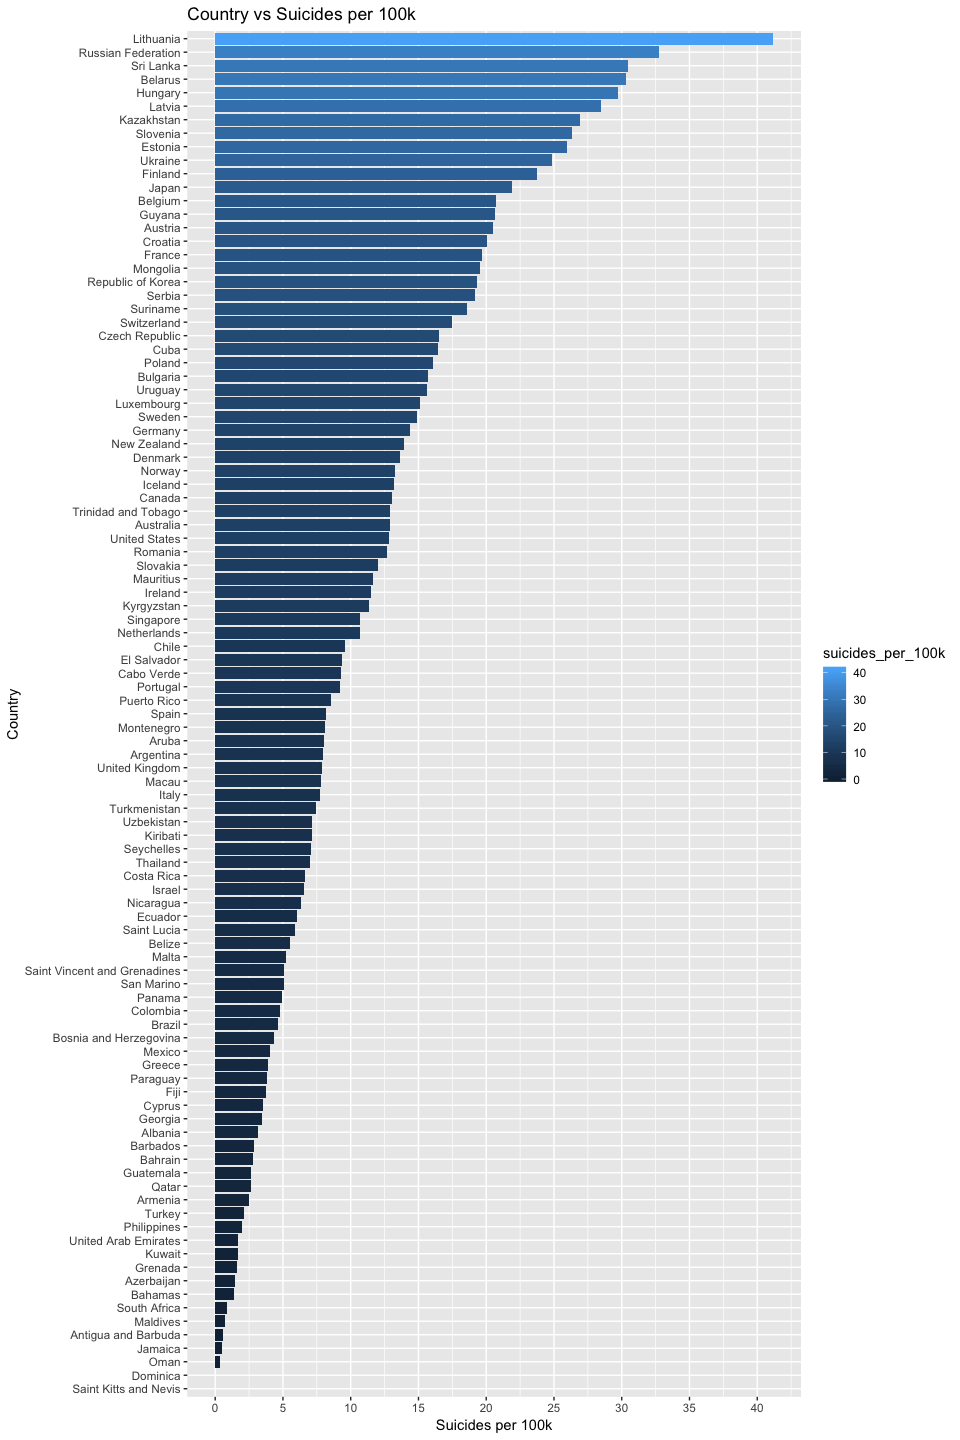 Country vs Suicides per 100k
Lithuania
Russian Federation
Sri Lanka
Belarus
Hungary
Latvia
Kazakhstan
Slovenia
Estonia
Ukraine
Finland
Japan
Belgium
Guyana
Austria
Croatia
France
Mongolia
Republic of Korea
Serbia
Suriname
Switzerland
Czech Republic
Cuba
Poland
Bulgaria
Uruguay
Luxembourg
Sweden
Germany
New Zealand
Denmark
Norway
Iceland
Canada
Trinidad and Tobago
Australia
United States
Romania
Slovakia
Mauritius
Ireland
Kyrgyzstan
Singapore
Netherlands
Chile
El Salvador
Cabo Verde
Portugal
Puerto Rico
Spain
Montenegro
Aruba
Argentina
United Kingdom
Macau
Italy
Turkmenistan
Uzbekistan
Kiribati
Seychelles
Thailand
Costa Rica
Israel
Nicaragua
Ecuador
Saint Lucia
Belize
Malta
Saint Vincent and Grenadines
San Marino
Panama
Colombia
Brazil
Bosnia and Herzegovina
Mexico
Greece
Paraguay
Fiji
Cyprus
Georgia
Albania
Barbados
Bahrain
Guatemala
Qatar
Armenia
Turkey
Philippines
United Arab Emirates
Kuwait
Grenada
Azerbaijan
Bahamas
South Africa
Maldives
Antigua and Barbuda
Jamaica
Oman
Dominica
Saint Kitts and Nevis
Country
0 5 10 15 20 25 30 35 40
Suicides per 100k
suicides_per_100k
40
30
20
10
0